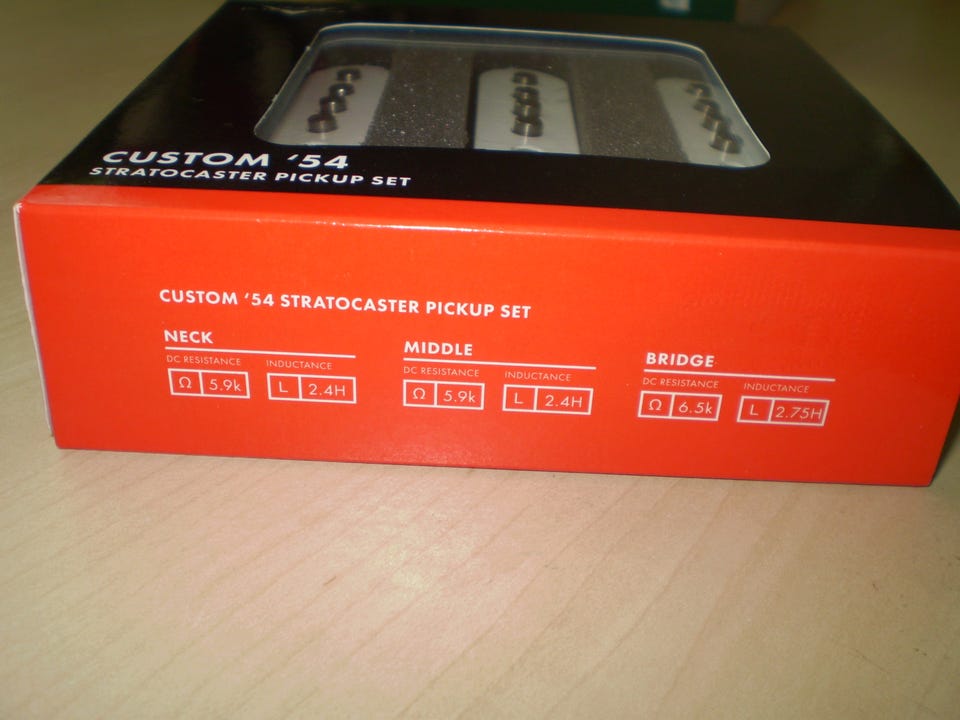 CUSTOM ‘54
STRATOCASTER PICKUP SET
CUSTOM ‘54 STRATOCASTER PICKUP SET
NECK
DC RESISTANCE INDUCTANCE
Ω 5.9k L 2.4H
MIDDLE
DC RESISTANCE INDUCTANCE
Ω 5.9k L 2.4H
BRIDGE
DC RESISTANCE INDUCTANCE
Ω 6.5k L 2.75H